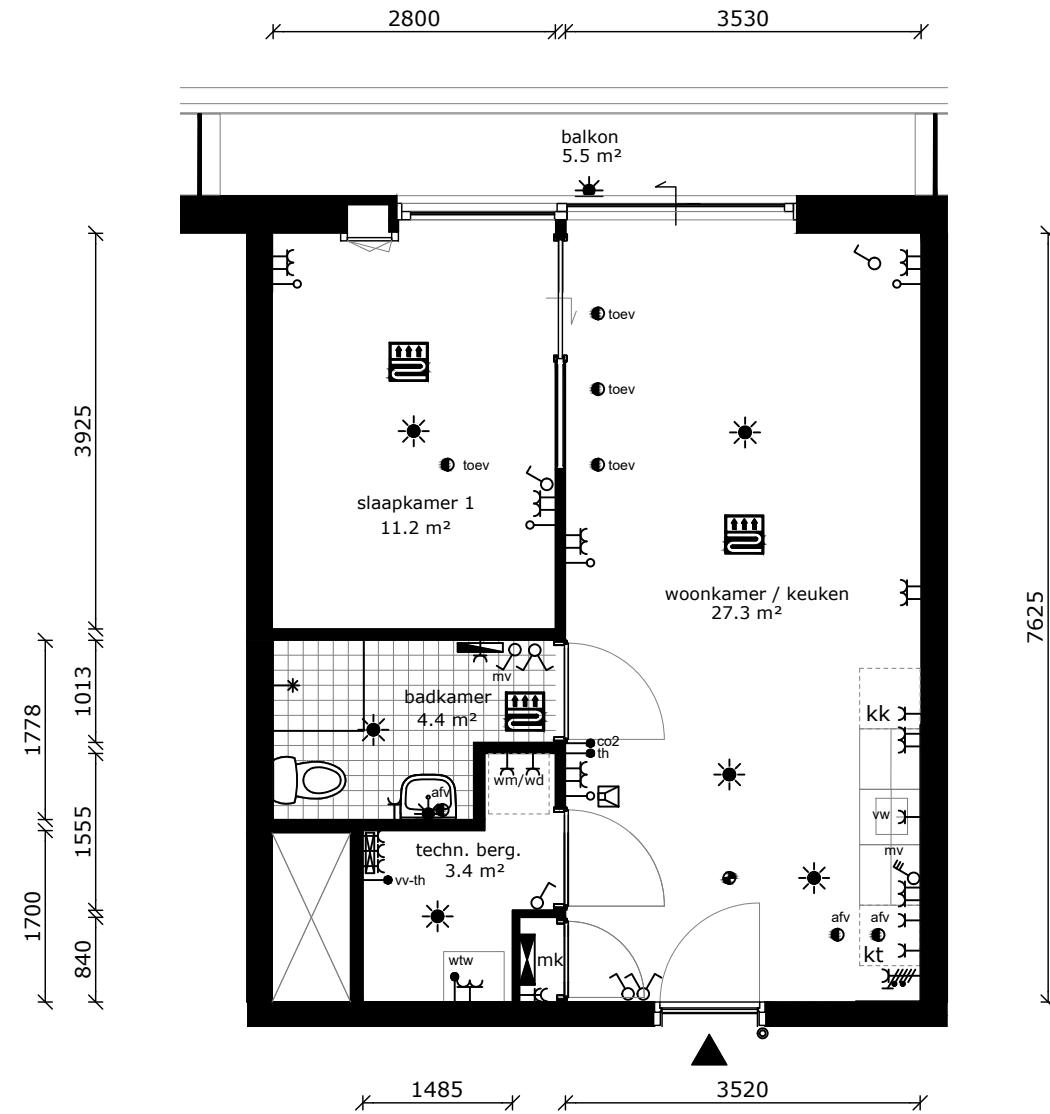 2800
3530
balkon
5.5 m²
toev
toev
toev
toev
3925
slaapkamer 1
11.2 m²
woonkamer / keuken
27.3 m²
7625
1013
1778
mv
badkamer
4.4 m²
kk
co2
th
wm/wd
afv
vw
1555
techn. berg.
3.4 m²
mv
vv-th
1700
afv
afv
840
wtw
mk
kt
1485
3520